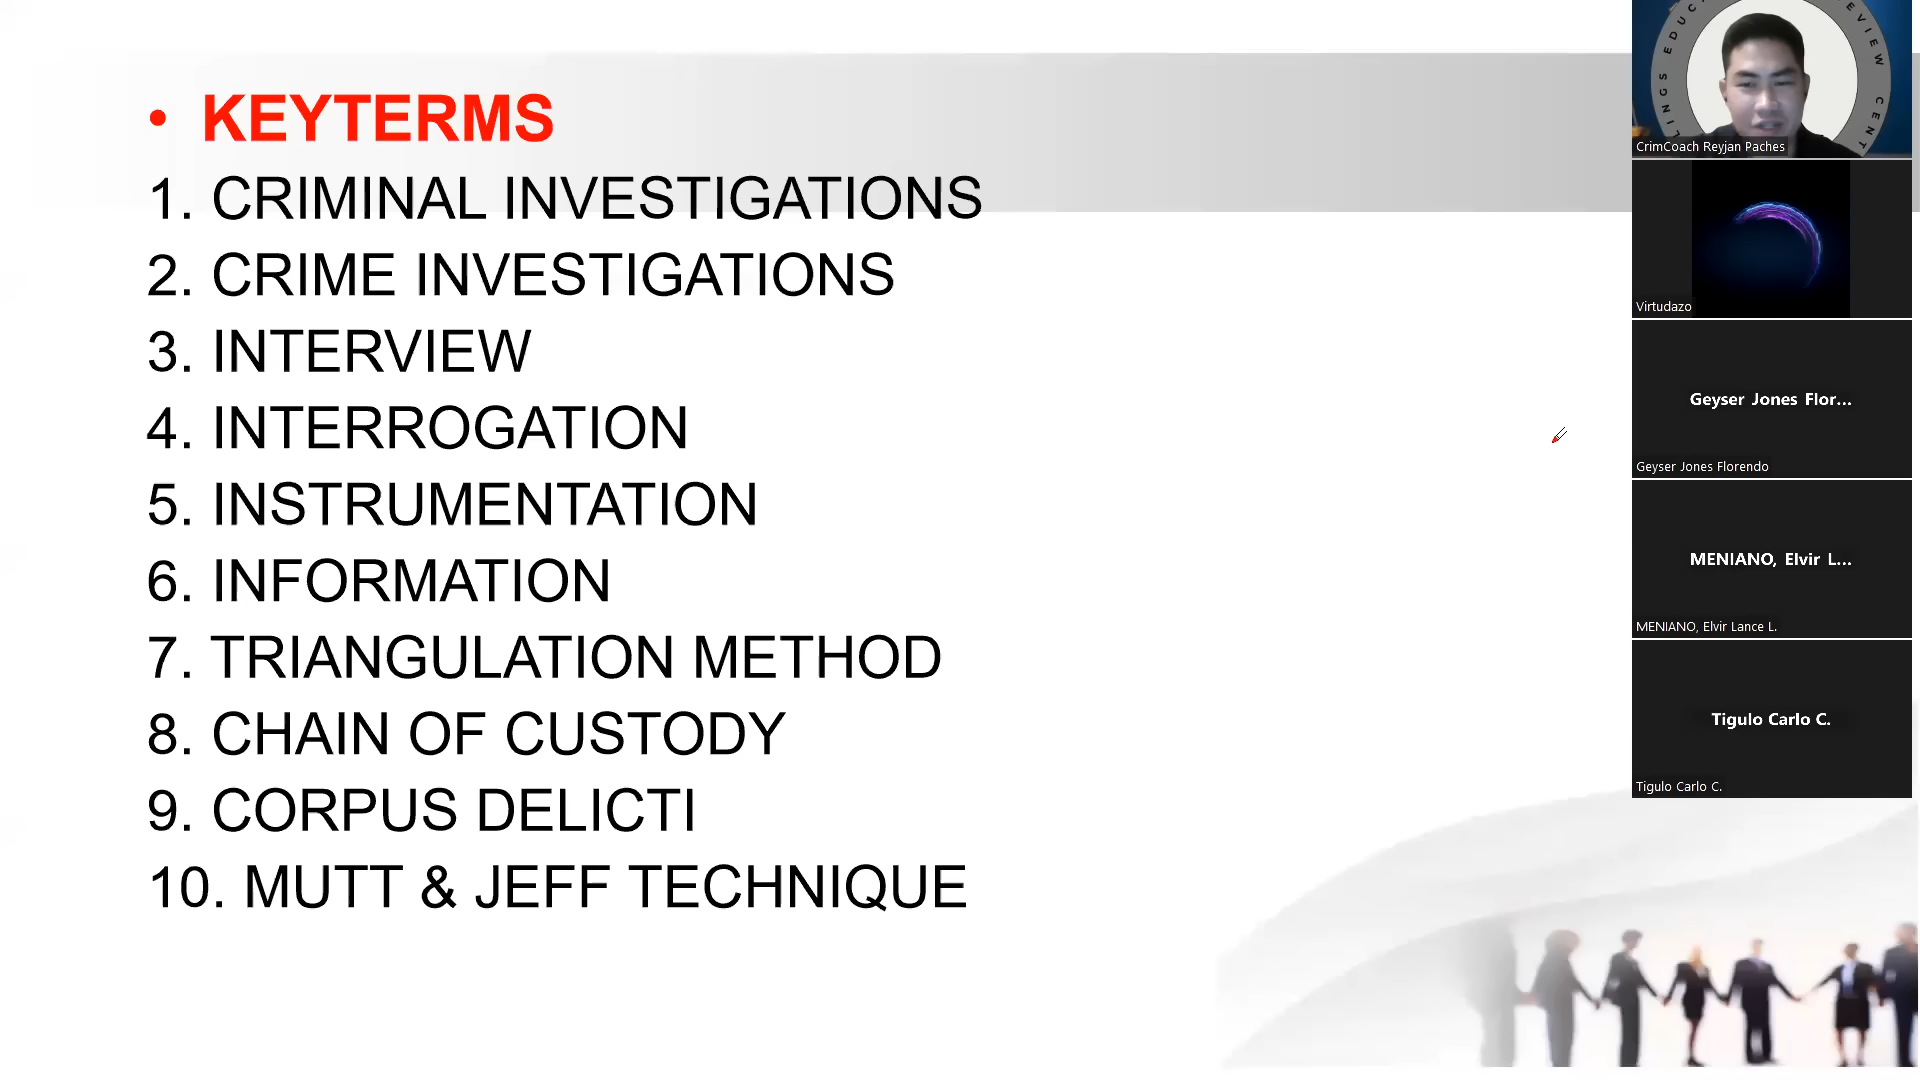 • KEYTERMS
1. CRIMINAL INVESTIGATIONS
2. CRIME INVESTIGATIONS
3. INTERVIEW
4. INTERROGATION
5. INSTRUMENTATION
6. INFORMATION
7. TRIANGULATION METHOD
8. CHAIN OF CUSTODY
9. CORPUS DELICTI
10. MUTT & JEFF TECHNIQUE
CrimCoach Reyjan Paches
Virtudazo
Geyser Jones Flor...
Geyser Jones Florendo
MENIANO, Elvir L...
MENIANO, Elvir Lance L.
Tigulo Carlo C.
Tigulo Carlo C.